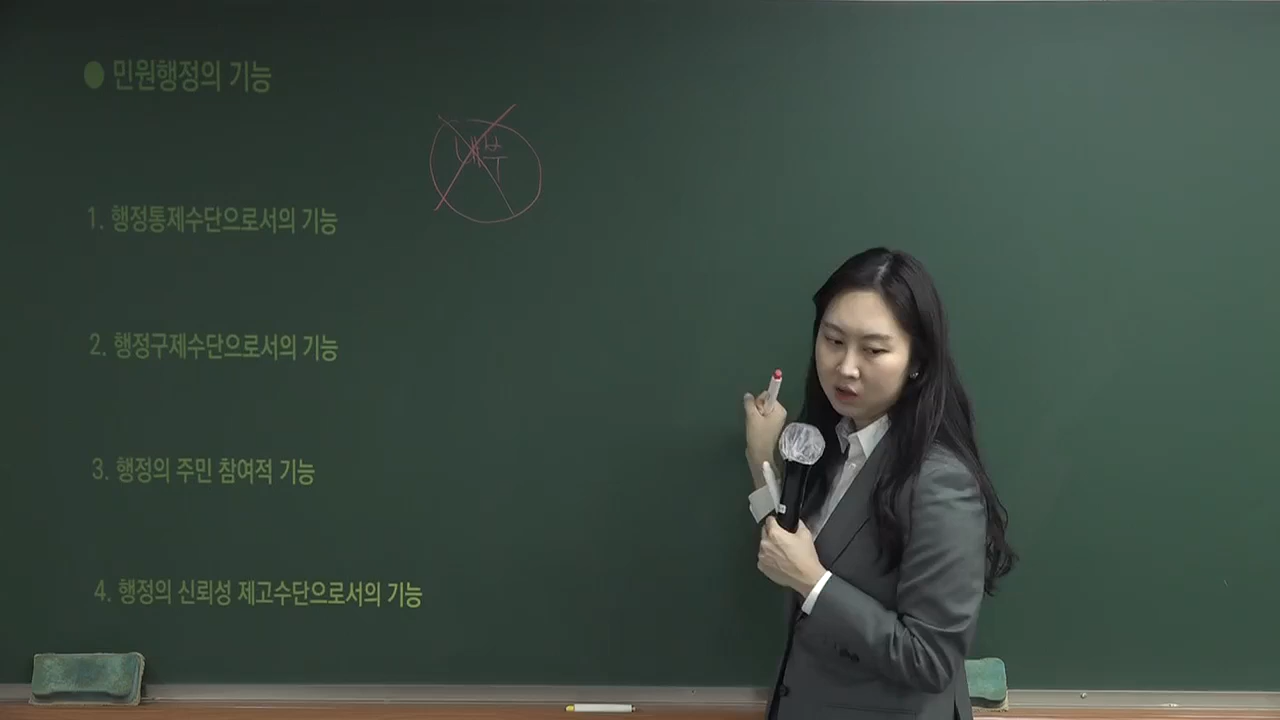 ● 민원행정의 기능
내부
1. 행정통제수단으로서의 기능
2. 행정구제수단으로서의 기능
3. 행정의 주민 참여적 기능
4. 행정의 신뢰성 제고수단으로서의 기능